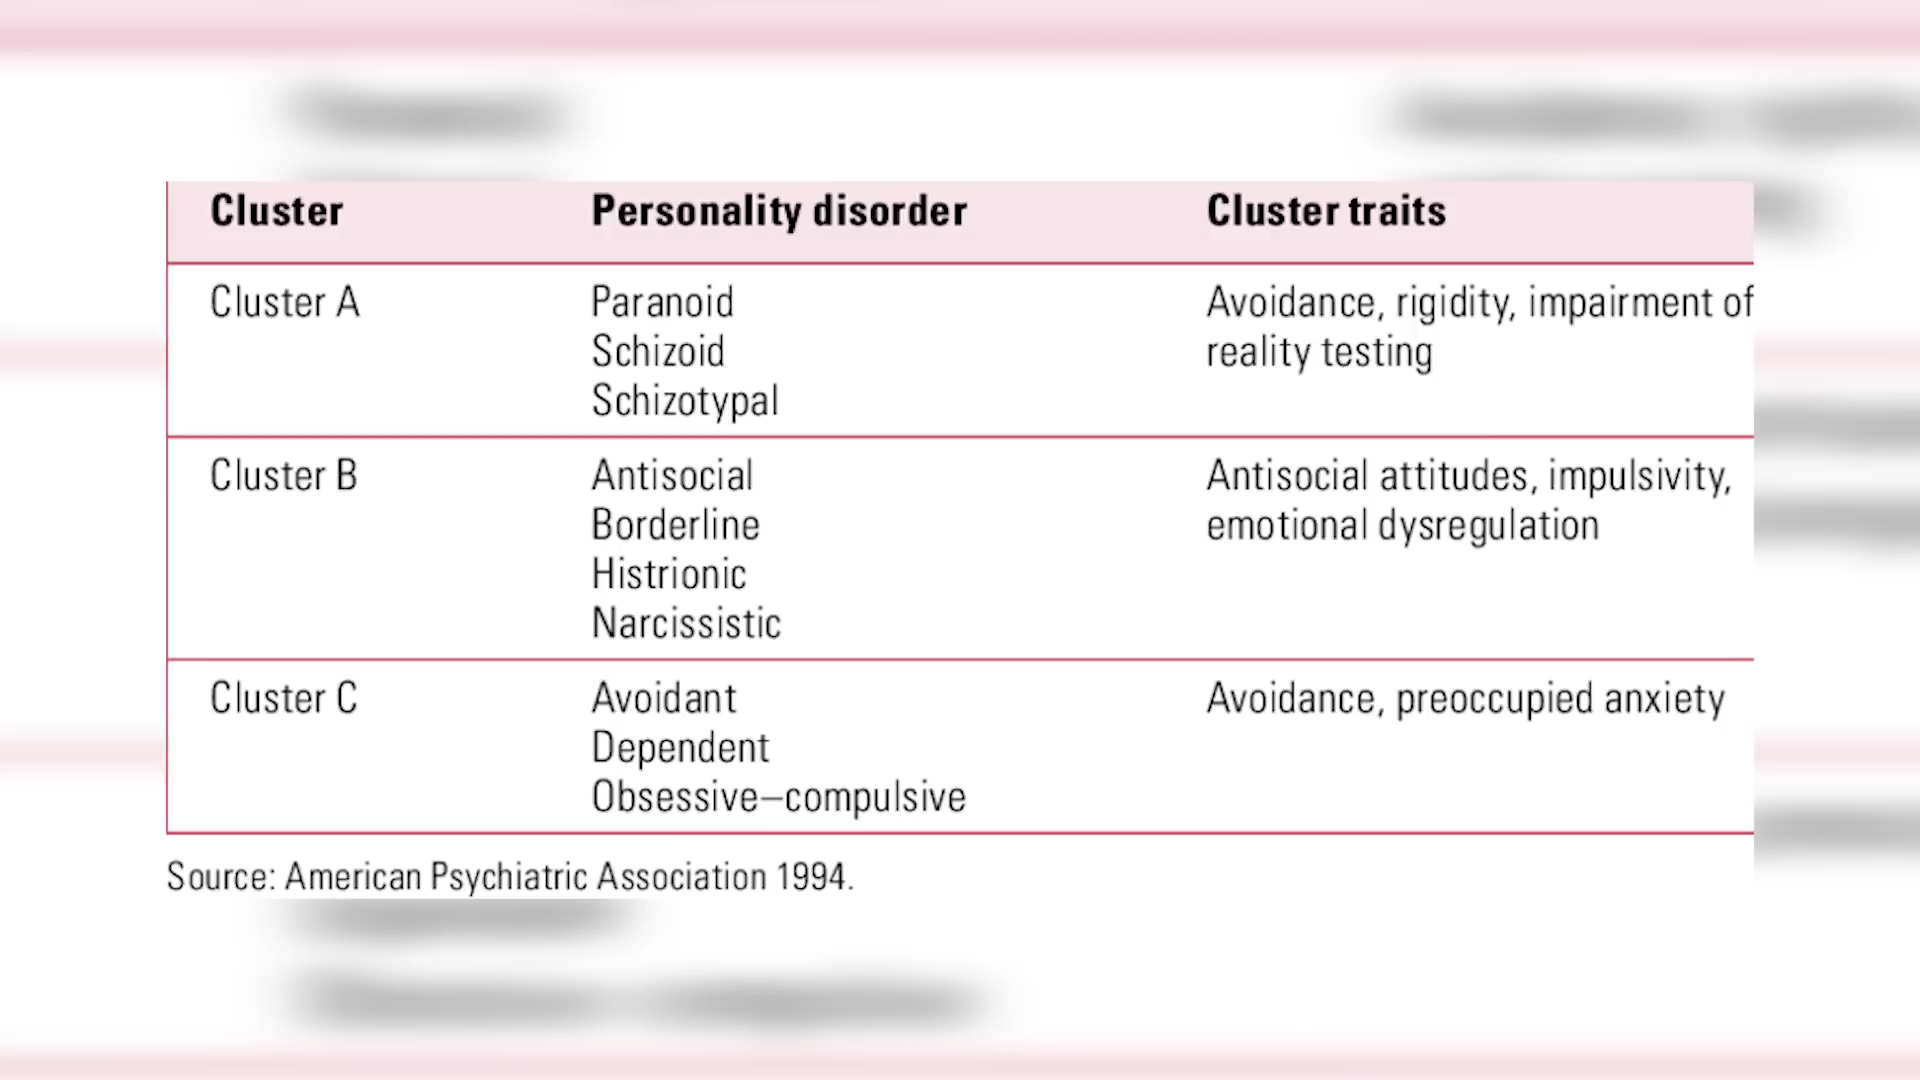 Cluster Personality disorder Cluster traits
Cluster A Paranoid Avoidance, rigidity, impairment of
Schizoid reality testing
Schizotypal
Cluster B Antisocial Antisocial attitudes, impulsivity,
Borderline emotional dysregulation
Histrionic
Narcissistic
Cluster C Avoidant Avoidance, preoccupied anxiety
Dependent
Obsessive–compulsive
Source: American Psychiatric Association 1994.